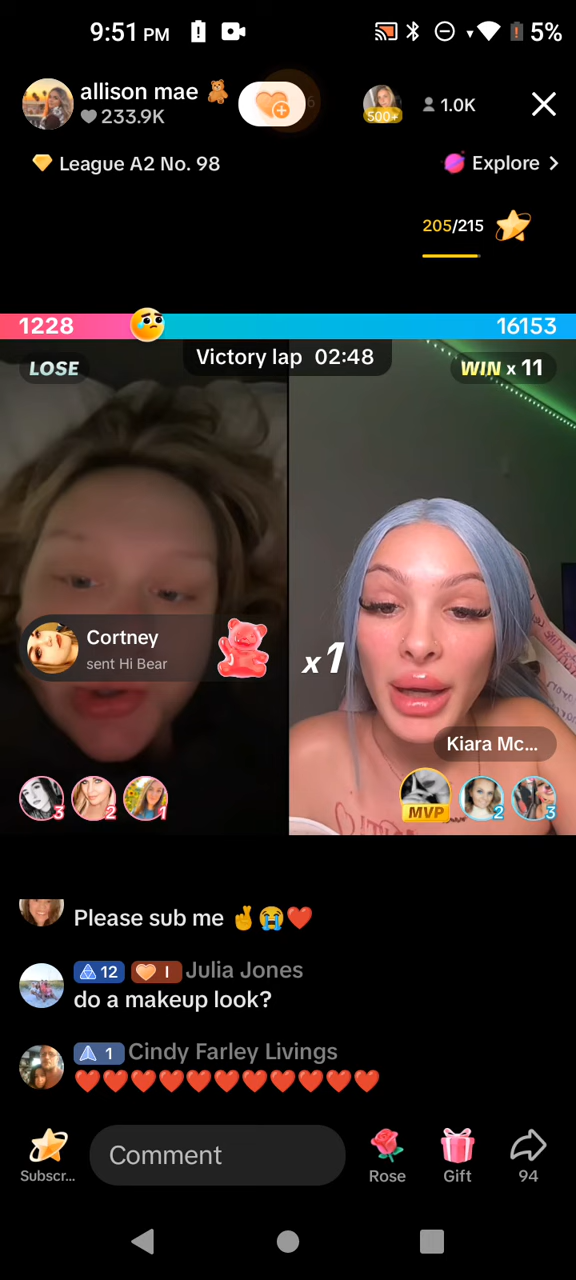 9:51 PM
5%
allison mae 🧸
233.9K
500+
1.0K
League A2 No. 98
Explore >
205/215
1228
16153
Victory lap 02:48
LOSE
WIN x 11
Cortney
sent Hi Bear
x1
Kiara Mc...
3
2
1
MVP
2
3
Please sub me 🤞😭❤️
12 I Julia Jones
do a makeup look?
1 Cindy Farley Livings
❤️❤️❤️❤️❤️❤️❤️❤️❤️❤️❤️
Subscr...
Comment
Rose
Gift
94